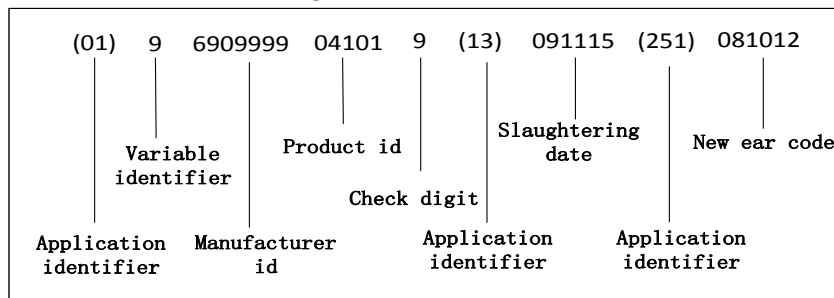 (01) 9 6909999 04101 9 (13) 091115 (251) 081012
Variable
identifier
Product id
Slaughtering
date
New ear code
Check digit
Application
identifier
Manufacturer
id
Application
identifier
Application
identifier